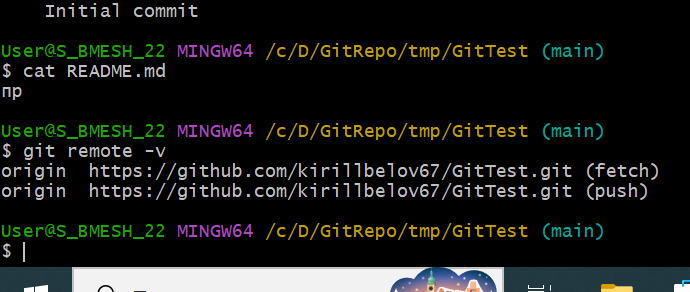 Initial commit
User@S_BMESH_22 MINGW64 /c/D/GitRepo/tmp/GitTest (main)
$ cat README.md
пр
User@S_BMESH_22 MINGW64 /c/D/GitRepo/tmp/GitTest (main)
$ git remote -v
origin  https://github.com/kirillbelov67/GitTest.git (fetch)
origin  https://github.com/kirillbelov67/GitTest.git (push)
User@S_BMESH_22 MINGW64 /c/D/GitRepo/tmp/GitTest (main)
$